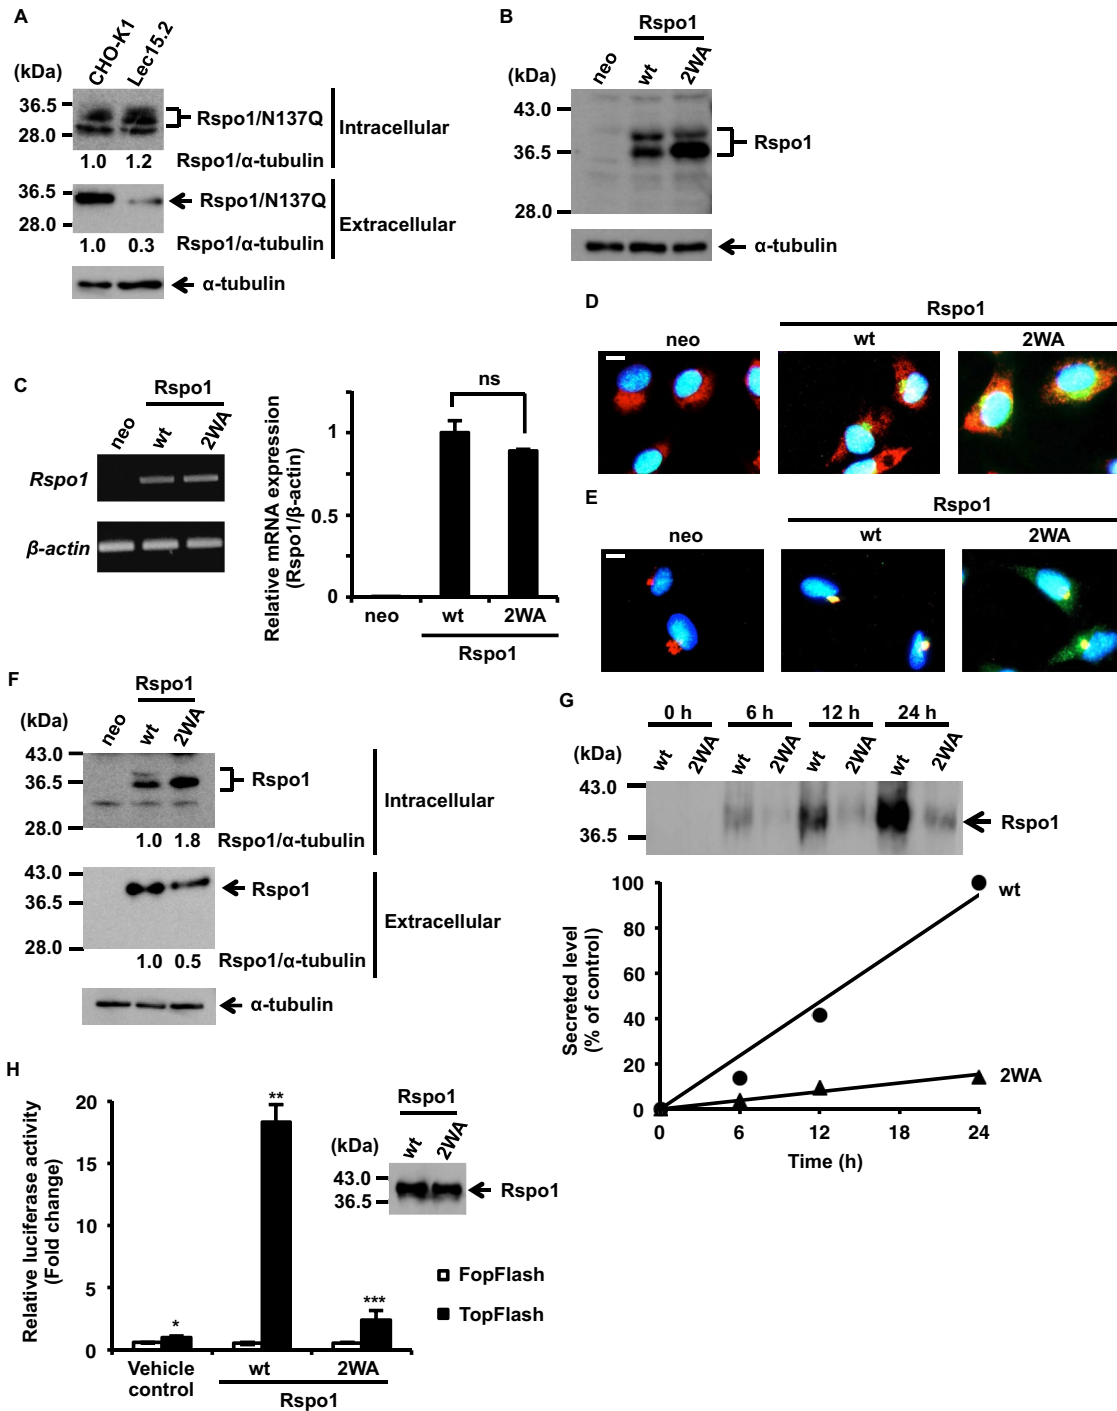 A
CHO-K1
Lec15.2
(kDa)
36.5
28.0
Rspo1/N137Q
Intracellular
1.0 1.2 Rspo1/α-tubulin
36.5
28.0
Rspo1/N137Q
Extracellular
1.0 0.3 Rspo1/α-tubulin
α-tubulin
B
Rspo1
neo wt 2WA
(kDa)
43.0
36.5
28.0
Rspo1
α-tubulin
C
Rspo1
neo wt 2WA
Rspo1
β-actin
Relative mRNA expression
(Rspo1/β-actin)
1
0.5
0
ns
neo wt 2WA
Rspo1
D
Rspo1
neo wt 2WA
E
Rspo1
neo wt 2WA
F
Rspo1
neo wt 2WA
(kDa)
43.0
36.5
28.0
Rspo1
Intracellular
1.0 1.8 Rspo1/α-tubulin
43.0
36.5
28.0
Rspo1
Extracellular
1.0 0.5 Rspo1/α-tubulin
α-tubulin
G
0 h 6 h 12 h 24 h
wt 2WA wt 2WA wt 2WA wt 2WA
(kDa)
43.0
36.5
Rspo1
Secreted level
(% of control)
100
80
60
40
20
0
wt
2WA
0 6 12 18 24
Time (h)
H
Relative luciferase activity
(Fold change)
20
15
10
5
0
*
**
***
Vehicle
control
wt 2WA
Rspo1
Rspo1
wt 2WA
(kDa)
43.0
36.5
Rspo1
FopFlash
TopFlash